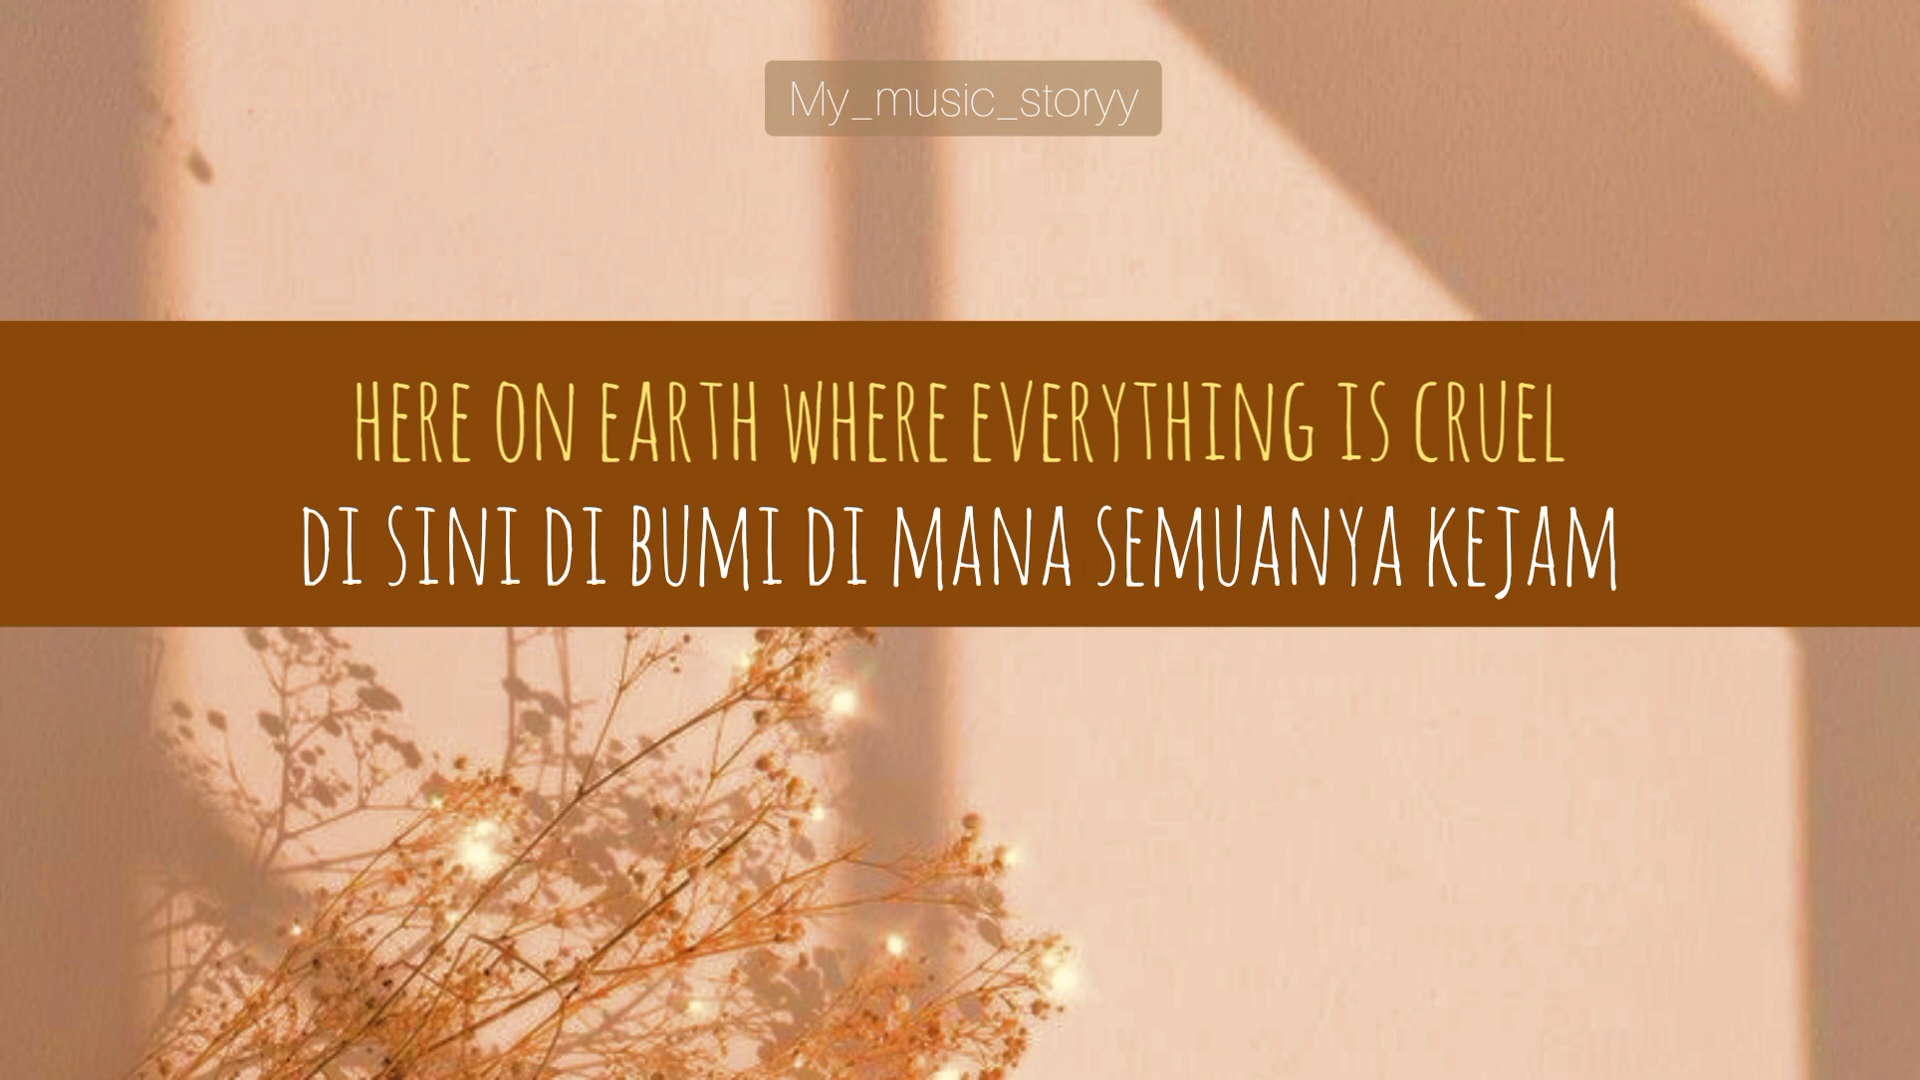 My_music_storyy
HERE ON EARTH WHERE EVERYTHING IS CRUEL
DI SINI DI BUMI DI MANA SEMUANYA KEJAM